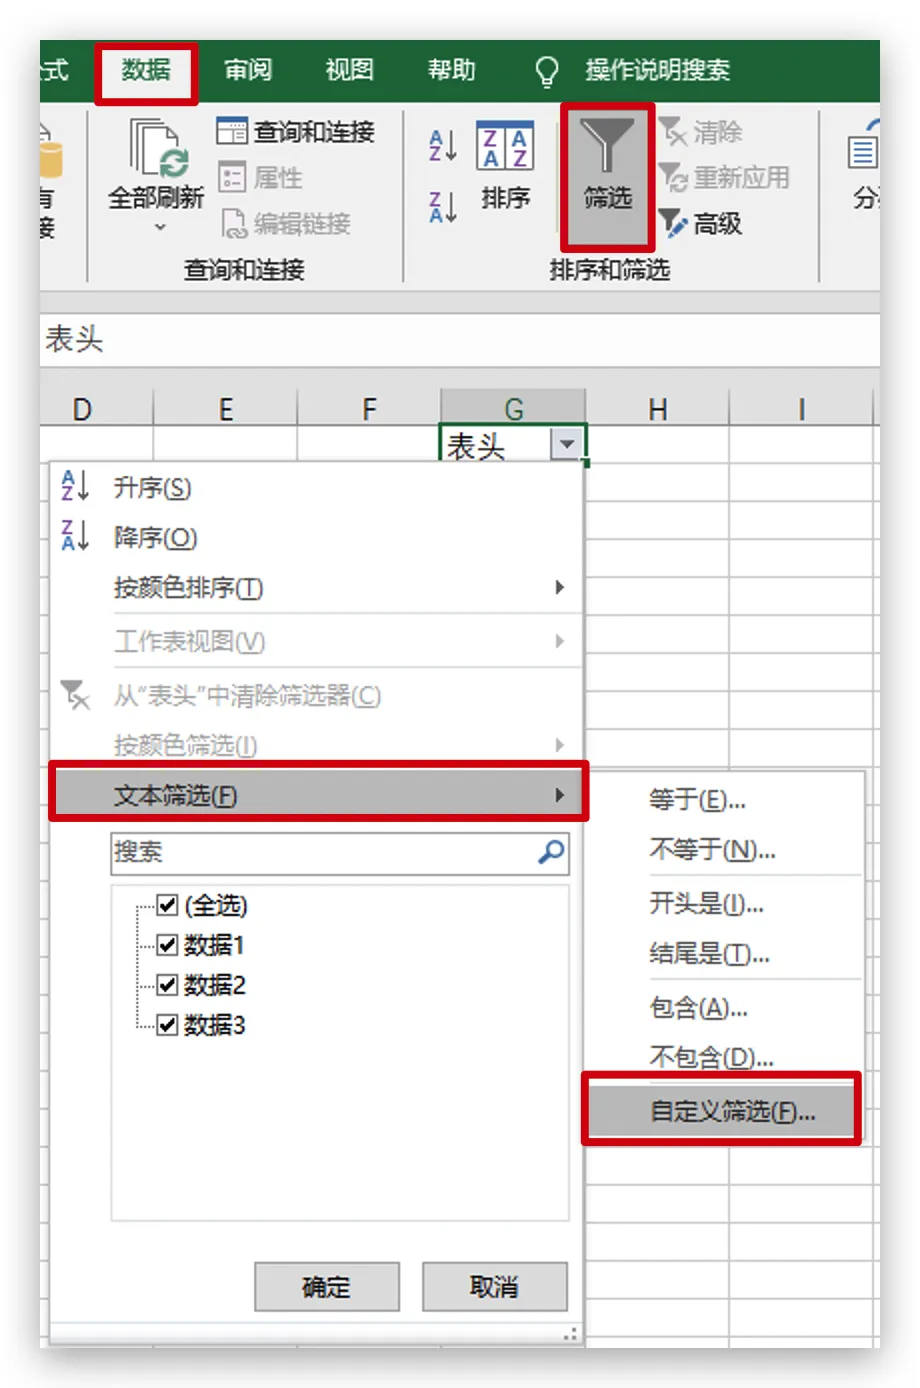 式 数据 审阅 视图 帮助 操作说明搜索
查询和连接
属性
编辑链接
全部刷新
查询和连接
排序
筛选
清除
重新应用
高级
排序和筛选
有
接
分
表头
D E F G H I
表头
升序(S)
降序(O)
按颜色排序(T)
工作表视图(V)
从“表头”中清除筛选器(C)
按颜色筛选(I)
文本筛选(F)
搜索
(全选)
数据1
数据2
数据3
确定 取消
等于(E)...
不等于(N)...
开头是(I)...
结尾是(T)...
包含(A)...
不包含(D)...
自定义筛选(F)...